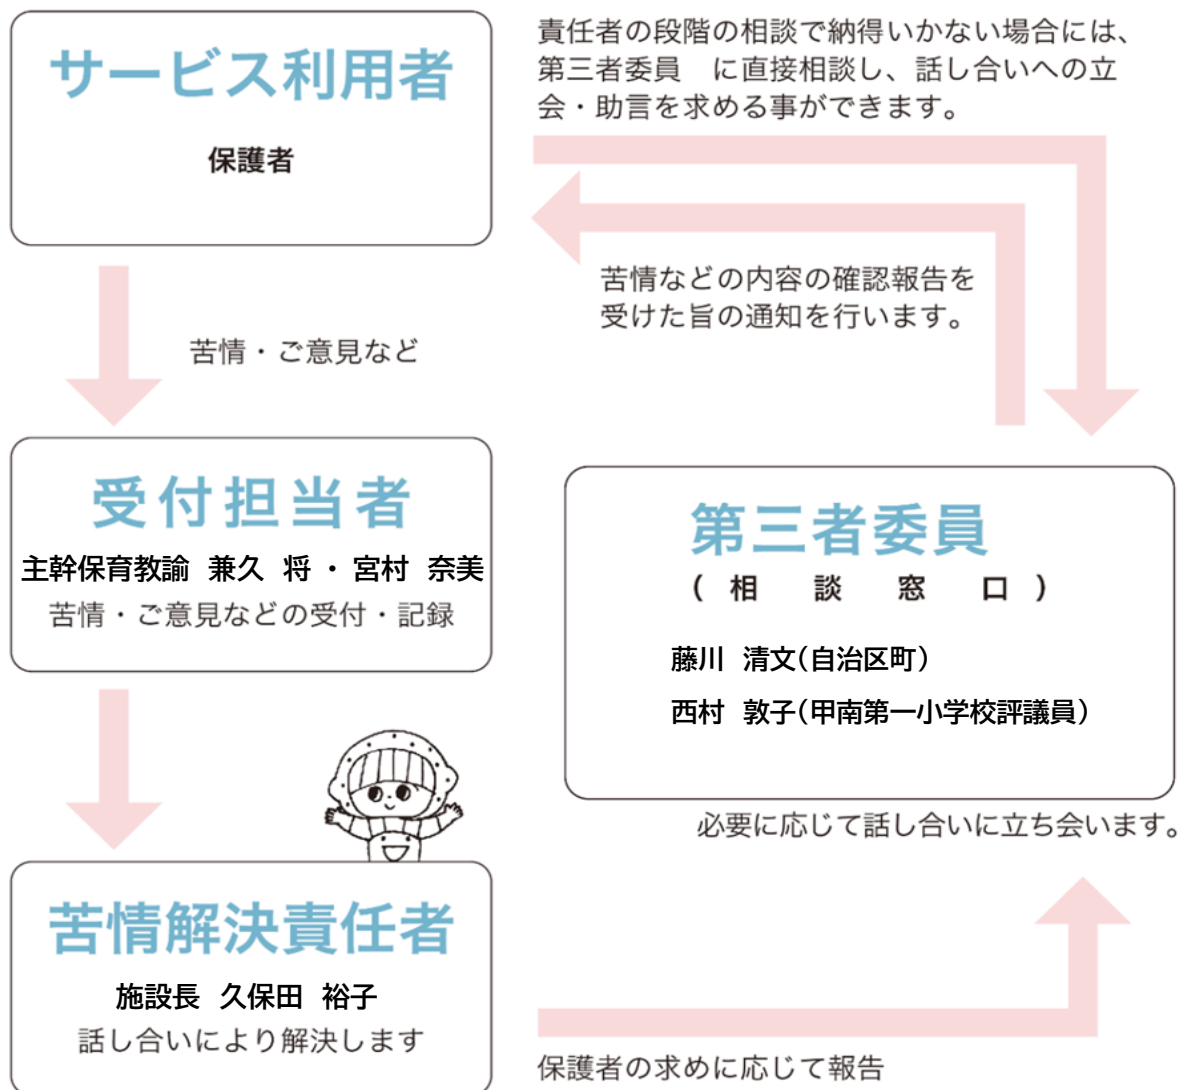 サービス利用者
保護者
責任者の段階の相談で納得いかない場合には、
第三者委員　に直接相談し、話し合いへの立
会・助言を求める事ができます。
苦情などの内容の確認報告を
受けた旨の通知を行います。
苦情・ご意見など
受付担当者
主幹保育教諭　兼久　将・宮村　奈美
苦情・ご意見などの受付・記録
第三者委員
（相　談　窓　口）
藤川　清文（自治区町）
西村　敦子（甲南第一小学校評議員）
必要に応じて話し合いに立ち会います。
苦情解決責任者
施設長　久保田　裕子
話し合いにより解決します
保護者の求めに応じて報告